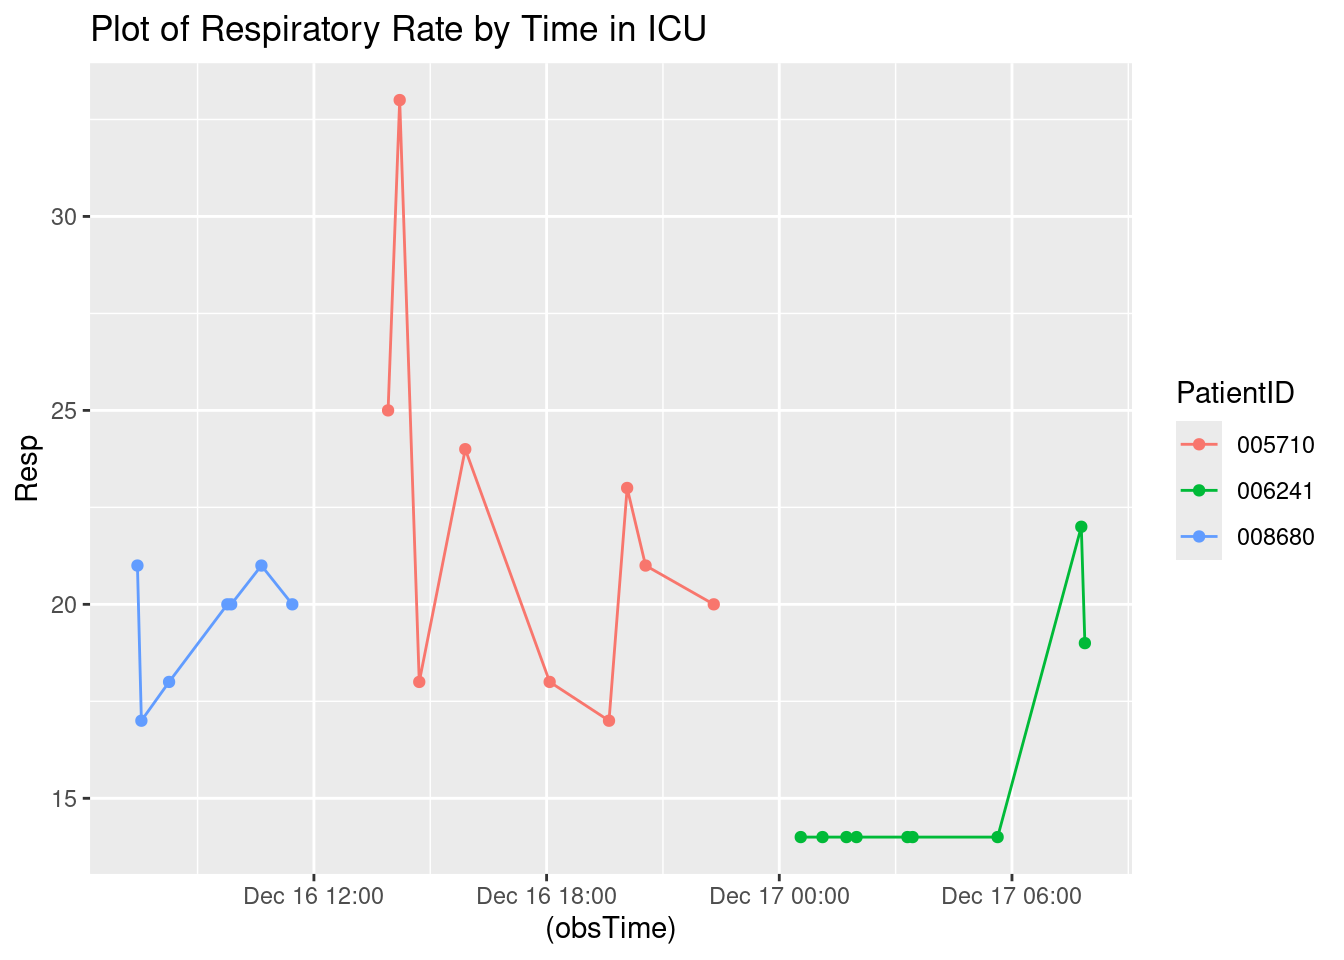 Plot of Respiratory Rate by Time in ICU
30
25
20
15
Resp
Dec 16 12:00
Dec 16 18:00
Dec 17 00:00
Dec 17 06:00
(obsTime)
PatientID
005710
006241
008680